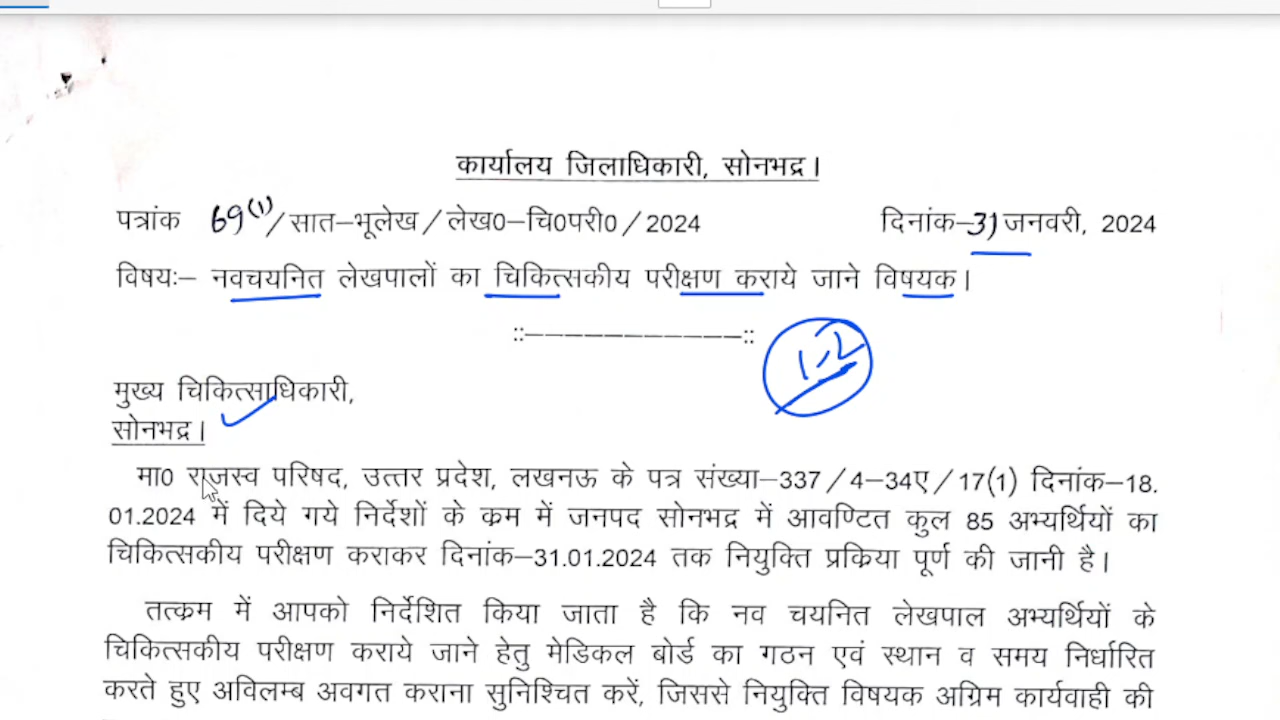 कार्यालय जिलाधिकारी, सोनभद्र।
पत्रांक 69(1)/सात–भूलेख/लेख0–चि0परी0/2024 दिनांक–31 जनवरी, 2024
विषयः– नवचयनित लेखपालों का चिकित्सकीय परीक्षण कराये जाने विषयक।
::–––––––––––––::
1-2
मुख्य चिकित्साधिकारी,
सोनभद्र।
मा0 राजस्व परिषद, उत्तर प्रदेश, लखनऊ के पत्र संख्या–337/4–34ए/17(1) दिनांक–18.
01.2024 में दिये गये निर्देशों के क्रम में जनपद सोनभद्र में आवण्टित कुल 85 अभ्यर्थियों का
चिकित्सकीय परीक्षण कराकर दिनांक–31.01.2024 तक नियुक्ति प्रक्रिया पूर्ण की जानी है।
तत्क्रम में आपको निर्देशित किया जाता है कि नव चयनित लेखपाल अभ्यर्थियों के
चिकित्सकीय परीक्षण कराये जाने हेतु मेडिकल बोर्ड का गठन एवं स्थान व समय निर्धारित
करते हुए अविलम्ब अवगत कराना सुनिश्चित करें, जिससे नियुक्ति विषयक अग्रिम कार्यवाही की